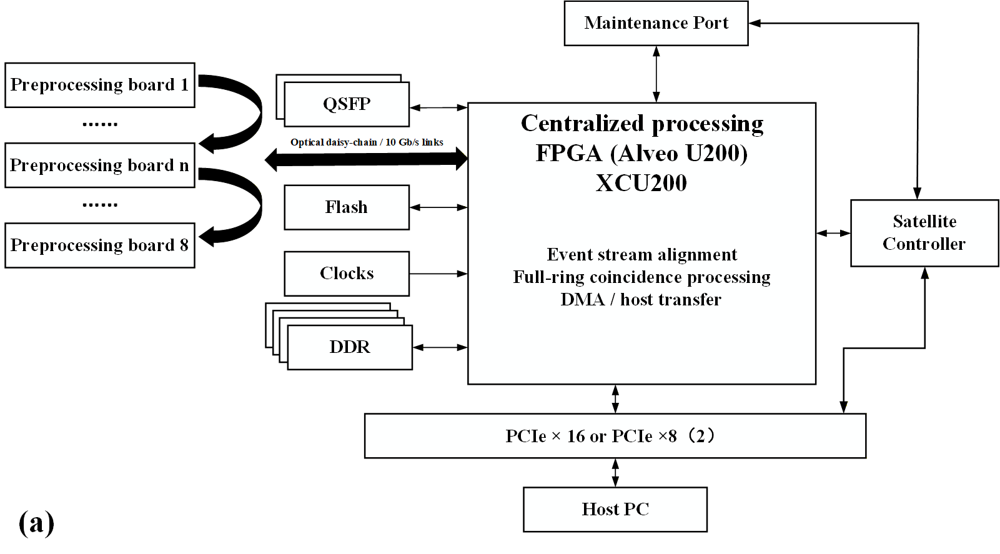 Maintenance Port
Preprocessing board 1
......
Preprocessing board n
......
Preprocessing board 8
QSFP
Optical daisy-chain / 10 Gb/s links
Flash
Clocks
DDR
Centralized processing
FPGA (Alveo U200)
XCU200
Event stream alignment
Full-ring coincidence processing
DMA / host transfer
Satellite
Controller
PCIe × 16 or PCIe ×8（2）
Host PC
(a)